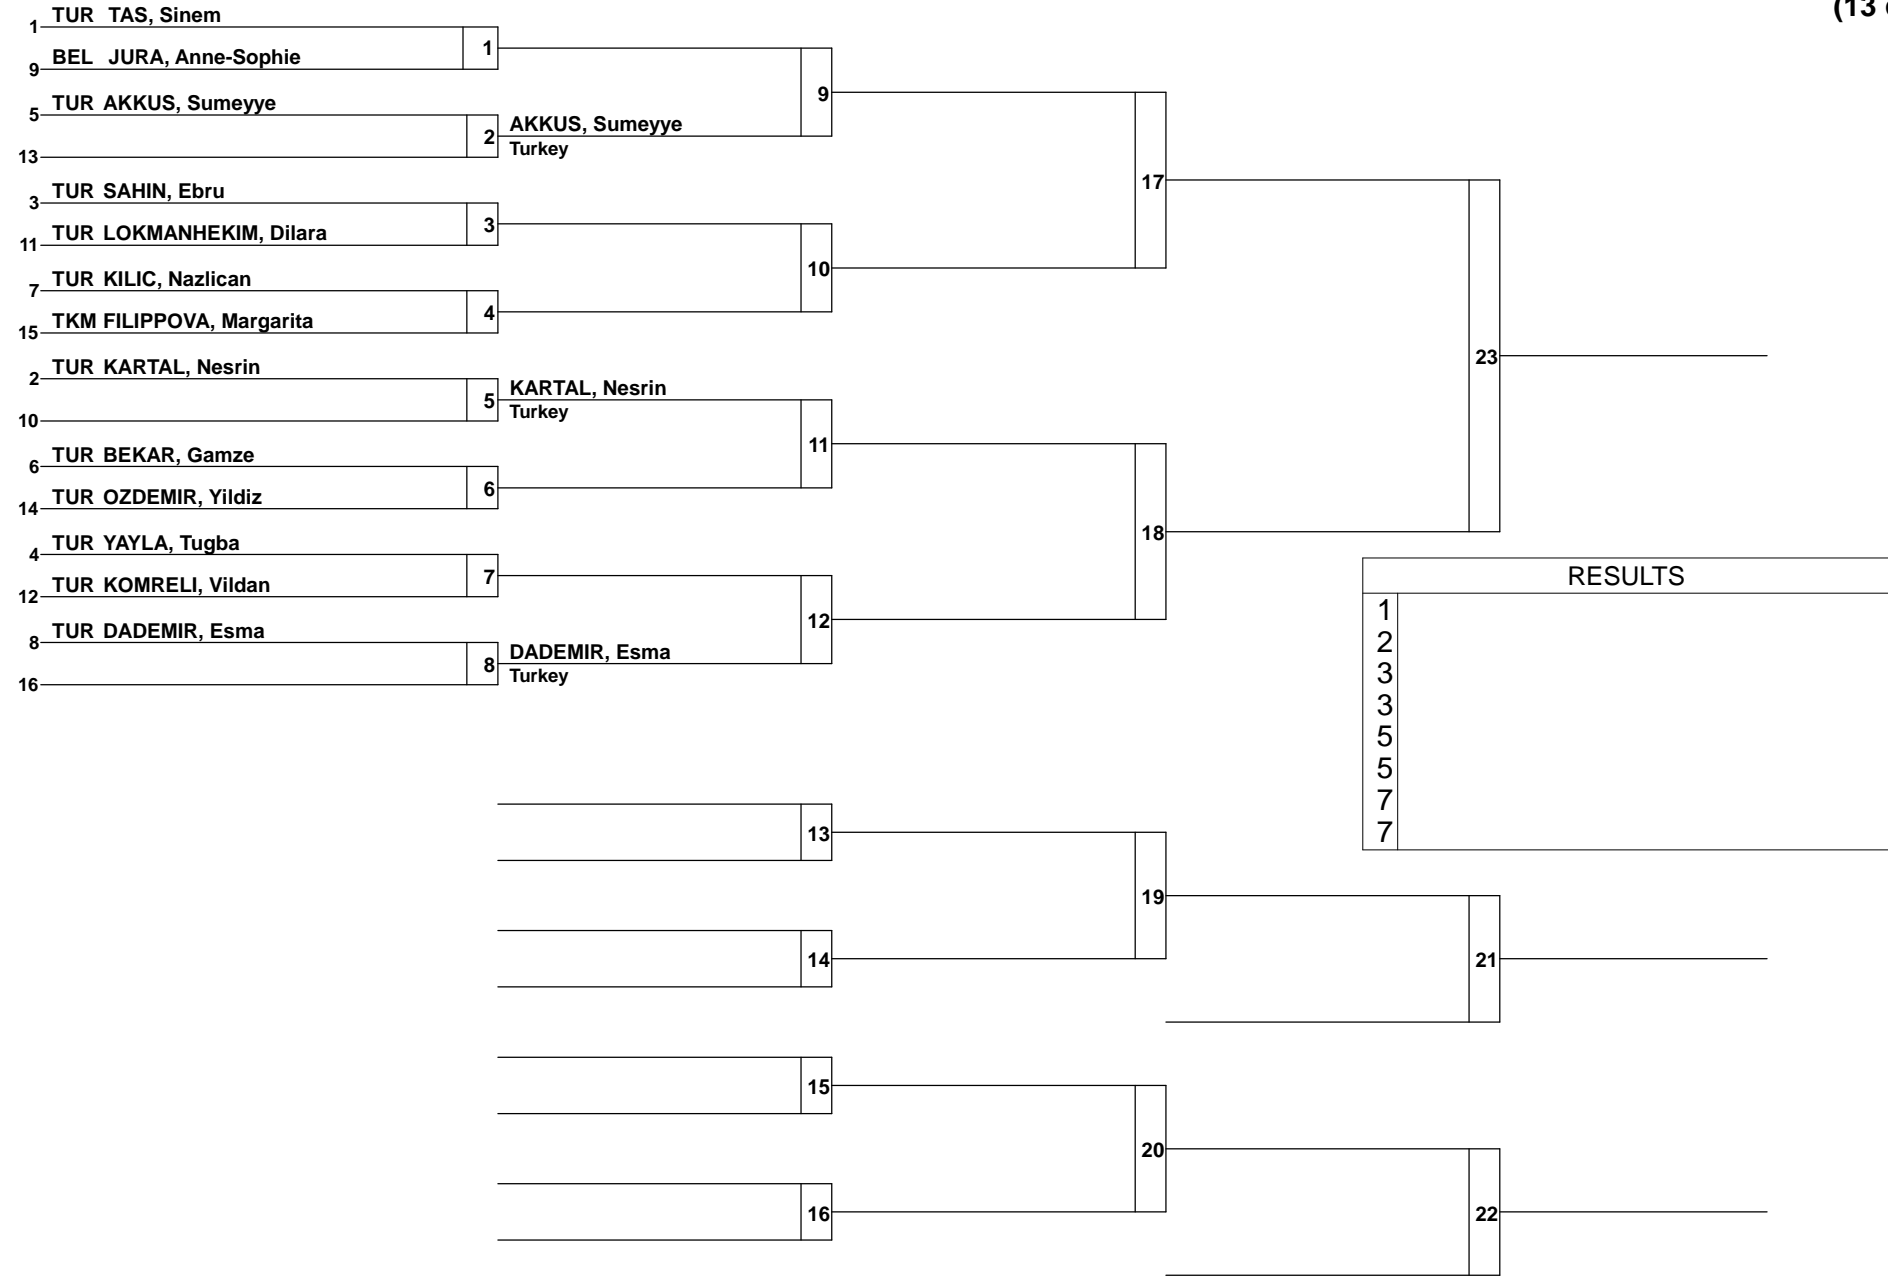 (13
1 TUR TAS, Sinem
1
9 BEL JURA, Anne-Sophie
9
5 TUR AKKUS, Sumeyye
2 AKKUS, Sumeyye
Turkey
13
17
3 TUR SAHIN, Ebru
3
11 TUR LOKMANHEKIM, Dilara
10
7 TUR KILIC, Nazlican
4
15 TKM FILIPPOVA, Margarita
23
2 TUR KARTAL, Nesrin
5 KARTAL, Nesrin
Turkey
10
11
6 TUR BEKAR, Gamze
6
14 TUR OZDEMIR, Yildiz
18
4 TUR YAYLA, Tugba
7
12 TUR KOMRELI, Vildan
12
8 TUR DADEMIR, Esma
8 DADEMIR, Esma
Turkey
16
RESULTS
1
2
3
3
5
5
7
7
13
19
14
21
15
20
16
22